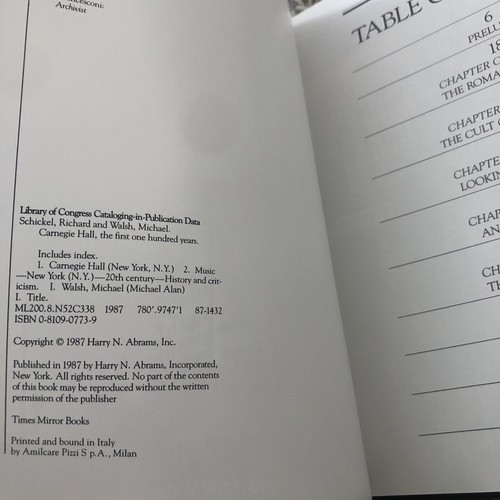 Archivist
Library of Congress Cataloging-in-Publication Data
Schickel, Richard and Walsh, Michael.
Carnegie Hall, the first one hundred years.
Includes index.
1. Carnegie Hall (New York, N.Y.) 2. Music
—New York (N.Y.)—20th century—History and crit-
icism. I. Walsh, Michael (Michael Alan)
I. Title.
ML200.8.N52C338 1987 780'.9747'1 87-1432
ISBN 0-8109-0773-9
Copyright © 1987 Harry N. Abrams, Inc.
Published in 1987 by Harry N. Abrams, Incorporated,
New York. All rights reserved. No part of the contents
of this book may be reproduced without the written
permission of the publisher
Times Mirror Books
Printed and bound in Italy
by Amilcare Pizzi S p.A., Milan
TABLE
6
PRELU
18
CHAPTER O
THE ROMA
CHAPTER
THE CULT
CHAPTE
LOOKIN
CHAP
AN
CH
TH